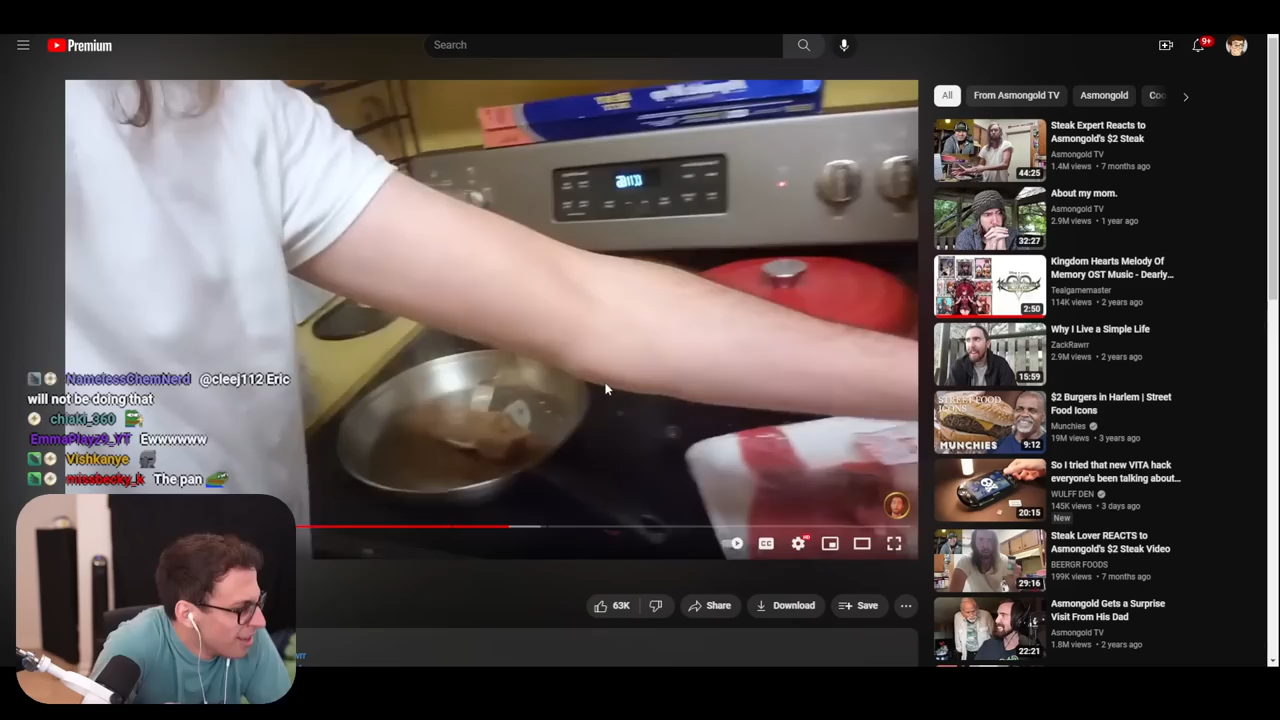 Premium
Search
9+
All
From Asmongold TV
Asmongold
Coo
Steak Expert Reacts to
Asmongold's $2 Steak
Asmongold TV
1.4M views • 7 months ago
44:25
About my mom.
Asmongold TV
2.9M views • 1 year ago
32:27
Kingdom Hearts Melody Of
Memory OST Music - Dearly...
Tealgamemaster
114K views • 2 years ago
2:50
Why I Live a Simple Life
ZackRawrr
2.9M views • 2 years ago
15:59
STREET FOOD
ICONS
MUNCHIES
9:12
$2 Burgers in Harlem | Street
Food Icons
Munchies
19M views • 3 years ago
So I tried that new VITA hack
everyone's been talking about...
WULFF DEN
145K views • 3 days ago
New
20:15
Steak Lover REACTS to
Asmongold's $2 Steak Video
BEERGR FOODS
199K views • 7 months ago
29:16
Asmongold Gets a Surprise
Visit From His Dad
Asmongold TV
1.8M views • 2 years ago
22:21
NamelessChemNerd @cleej112 Eric
will not be doing that
chiaki_360
EmmaPlayz9_YT Ewwwwww
Vishkanye
missbecky_k The pan
CC
HD
63K
Share
Download
Save